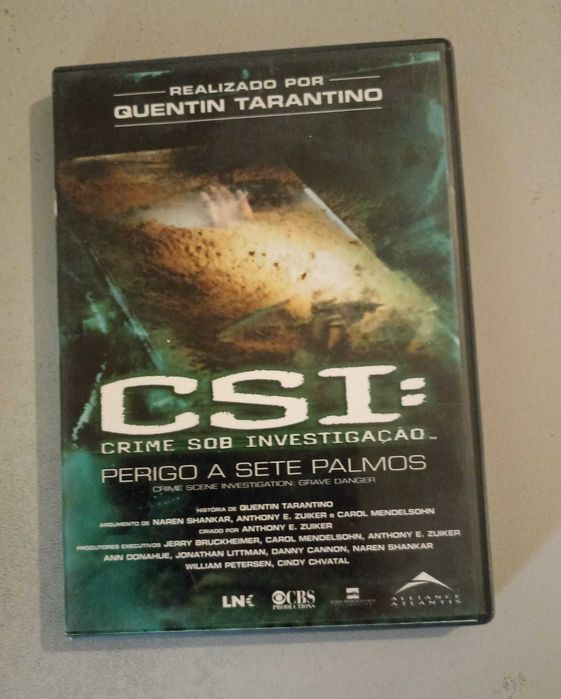 REALIZADO POR
QUENTIN TARANTINO
CSI:
CRIME SOB INVESTIGAÇÃO™
PERIGO A SETE PALMOS
CRIME SCENE INVESTIGATION: GRAVE DANGER
HISTÓRIA DE QUENTIN TARANTINO
ARGUMENTO DE NAREN SHANKAR, ANTHONY E. ZUIKER e CAROL MENDELSOHN
CRIADO POR ANTHONY E. ZUIKER
PRODUTORES EXECUTIVOS JERRY BRUCKHEIMER, CAROL MENDELSOHN, ANTHONY E. ZUIKER
ANN DONAHUE, JONATHAN LITTMAN, DANNY CANNON, NAREN SHANKAR
WILLIAM PETERSEN, CINDY CHVATAL
LNK CBS PRODUCTIONS ALLIANCE ATLANTIS